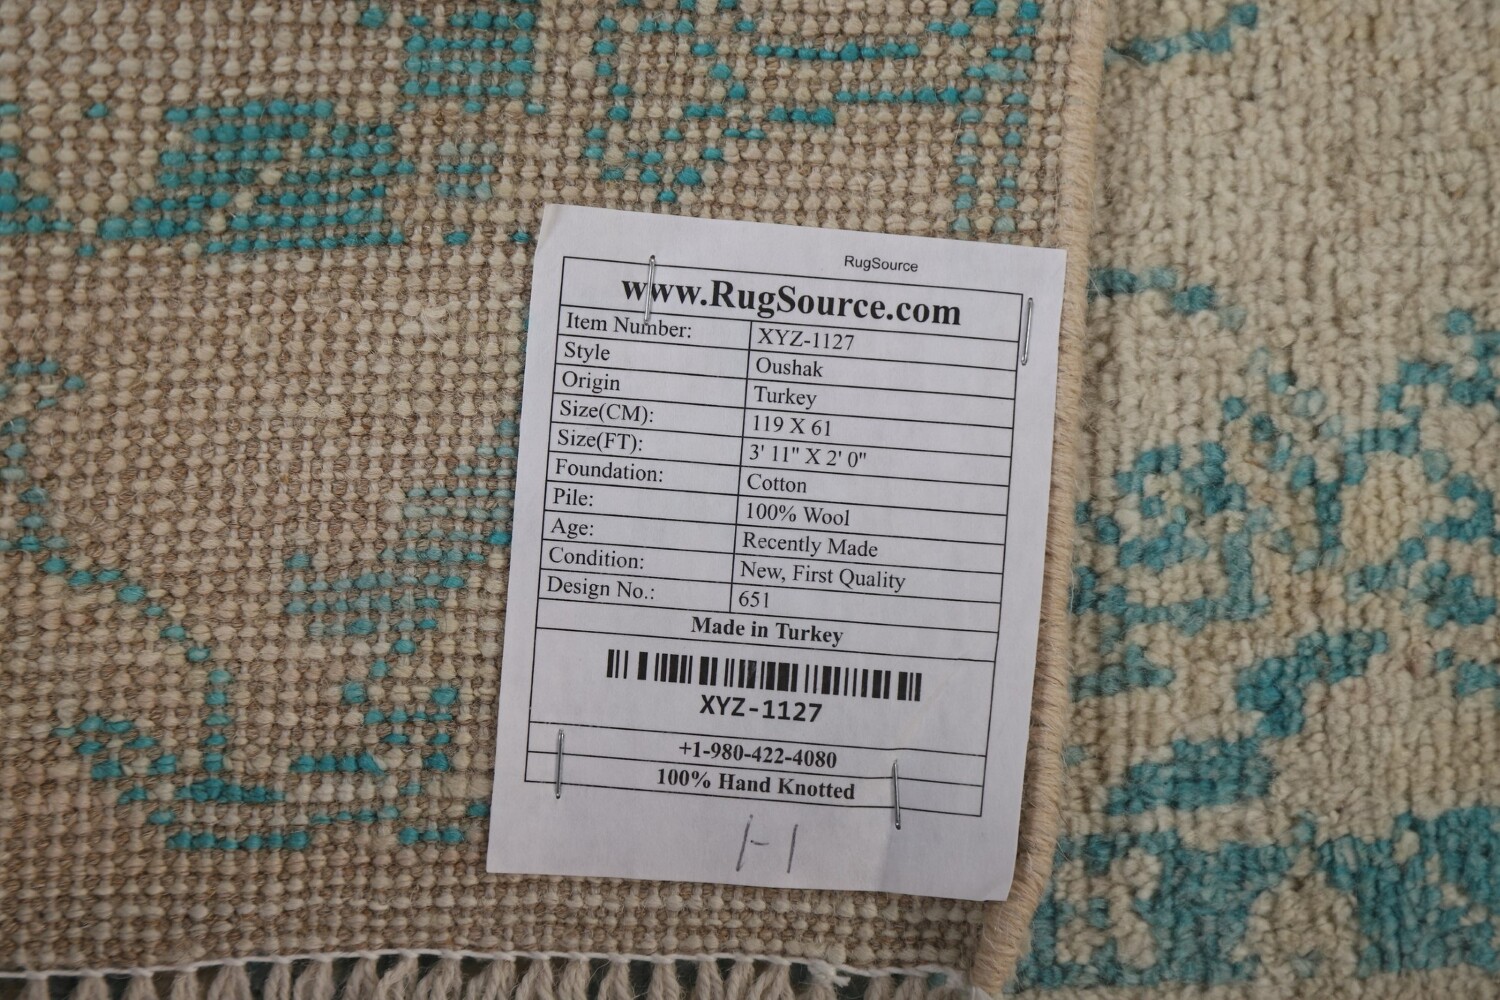 RugSource
www.RugSource.com
Item Number: XYZ-1127
Style Oushak
Origin Turkey
Size(CM): 119 X 61
Size(FT): 3' 11" X 2' 0"
Foundation: Cotton
Pile: 100% Wool
Age: Recently Made
Condition: New, First Quality
Design No.: 651
Made in Turkey
XYZ-1127
+1-980-422-4080
100% Hand Knotted